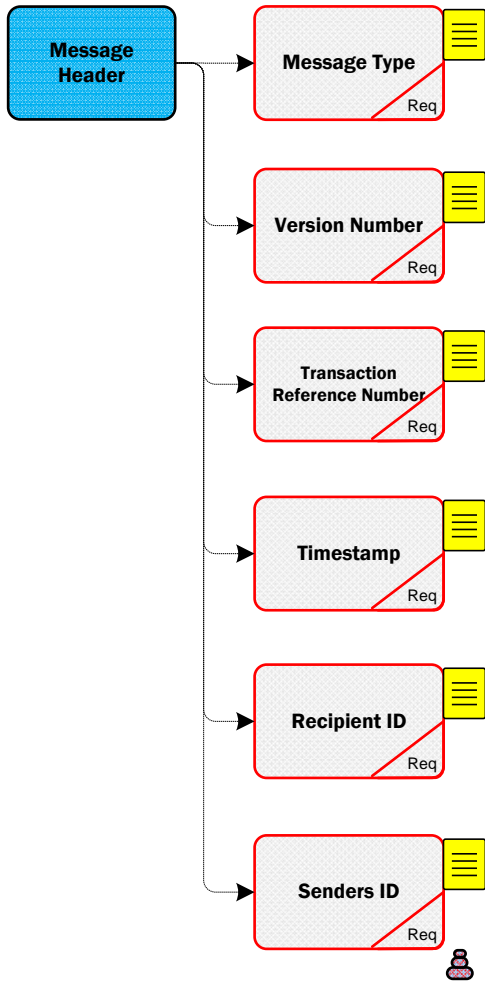 Message
Header
Message Type
Req
Version Number
Req
Transaction
Reference Number
Req
Timestamp
Req
Recipient ID
Req
Senders ID
Req